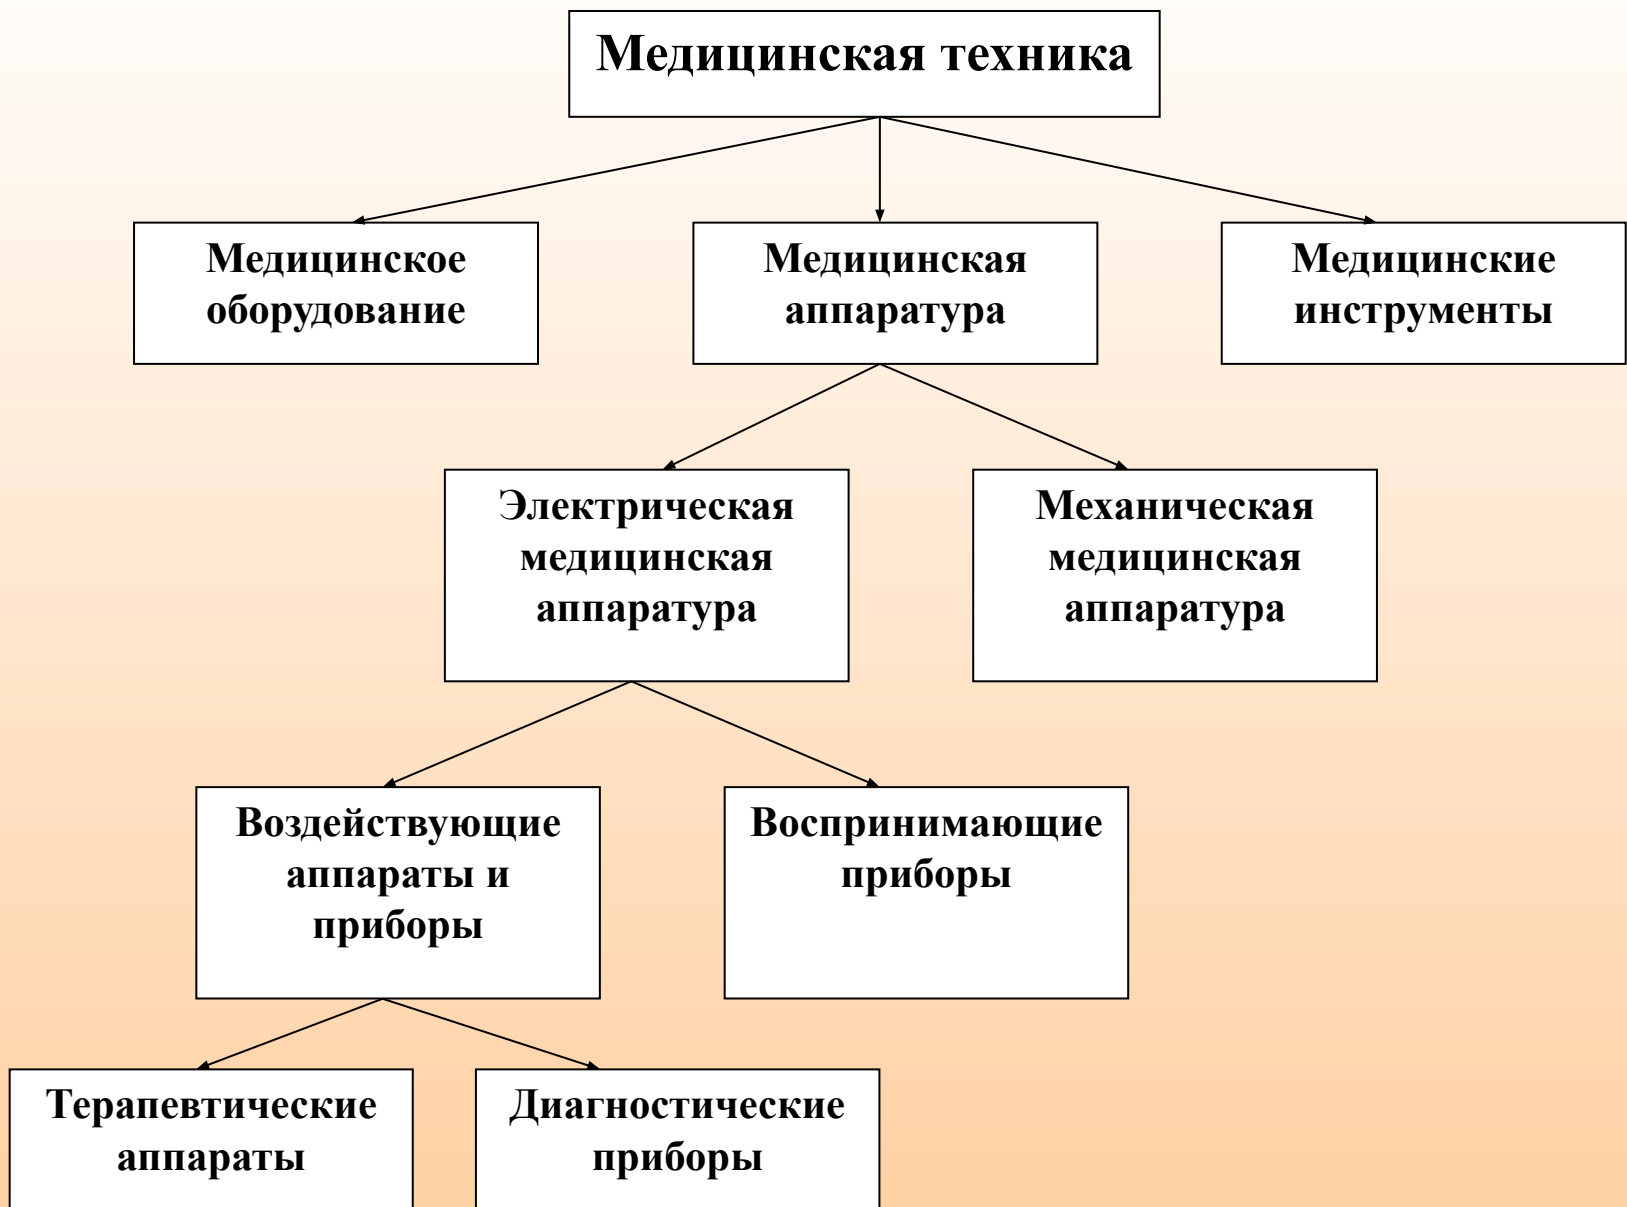 Медицинская техника
Медицинское
оборудование
Медицинская
аппаратура
Медицинские
инструменты
Электрическая
медицинская
аппаратура
Механическая
медицинская
аппаратура
Воздействующие
аппараты и
приборы
Воспринимающие
приборы
Терапевтические
аппараты
Диагностические
приборы